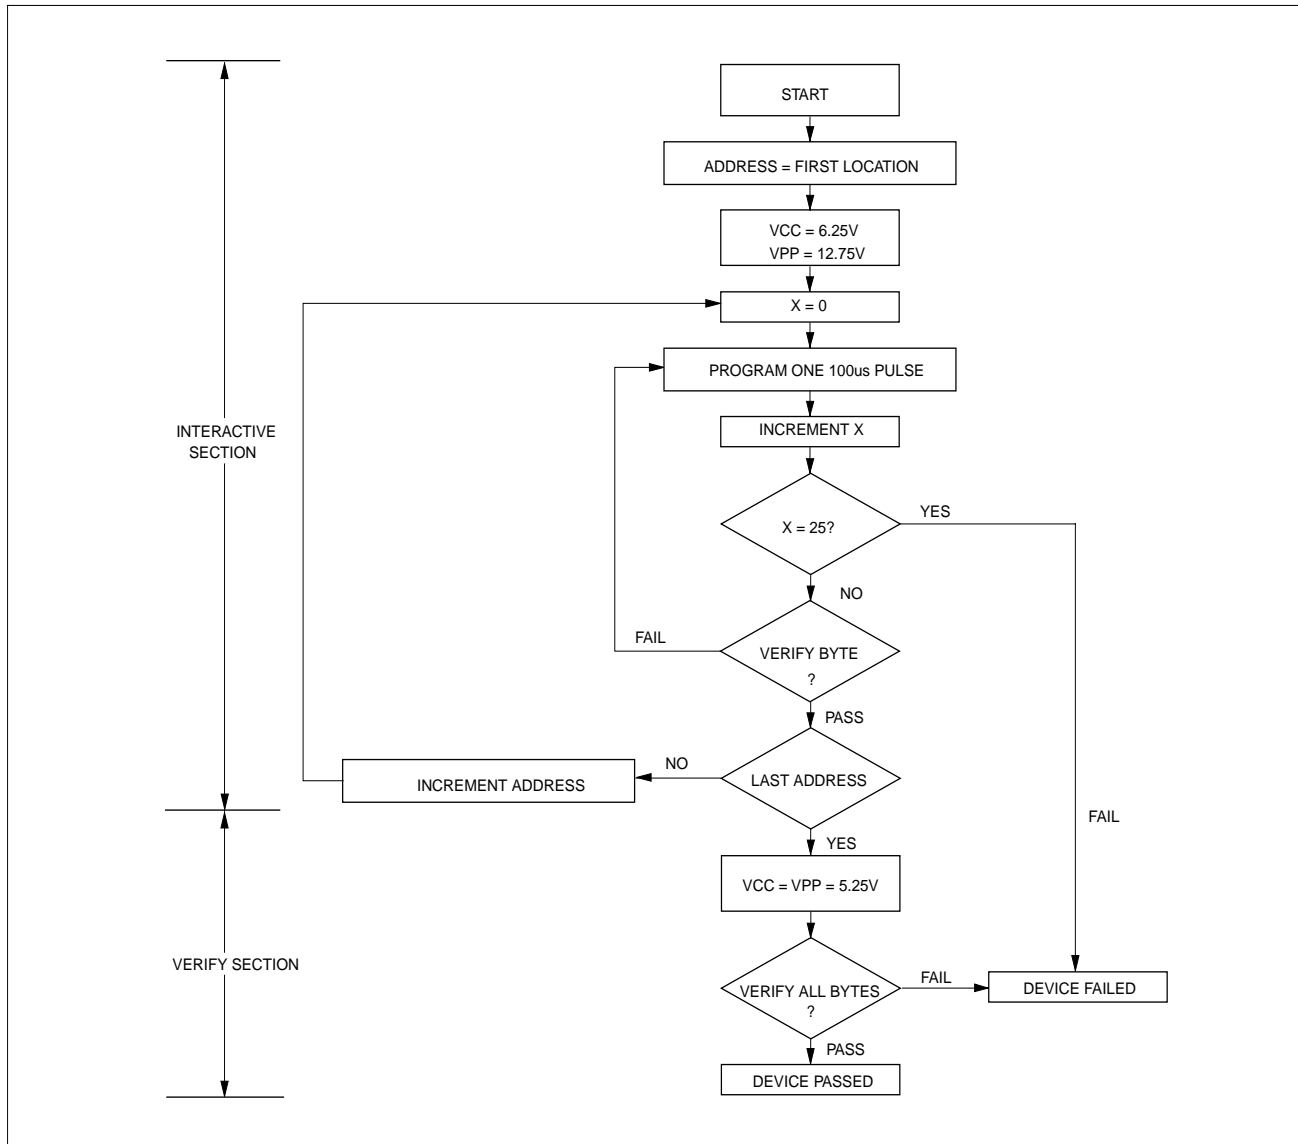 START
ADDRESS = FIRST LOCATION
VCC = 6.25V
VPP = 12.75V
X = 0
PROGRAM ONE 100us PULSE
INTERACTIVE
SECTION
INCREMENT X
X = 25?
YES
NO
FAIL
VERIFY BYTE
?
PASS
NO
LAST ADDRESS
INCREMENT ADDRESS
FAIL
YES
VCC = VPP = 5.25V
VERIFY SECTION
VERIFY ALL BYTES
?
FAIL
DEVICE FAILED
PASS
DEVICE PASSED